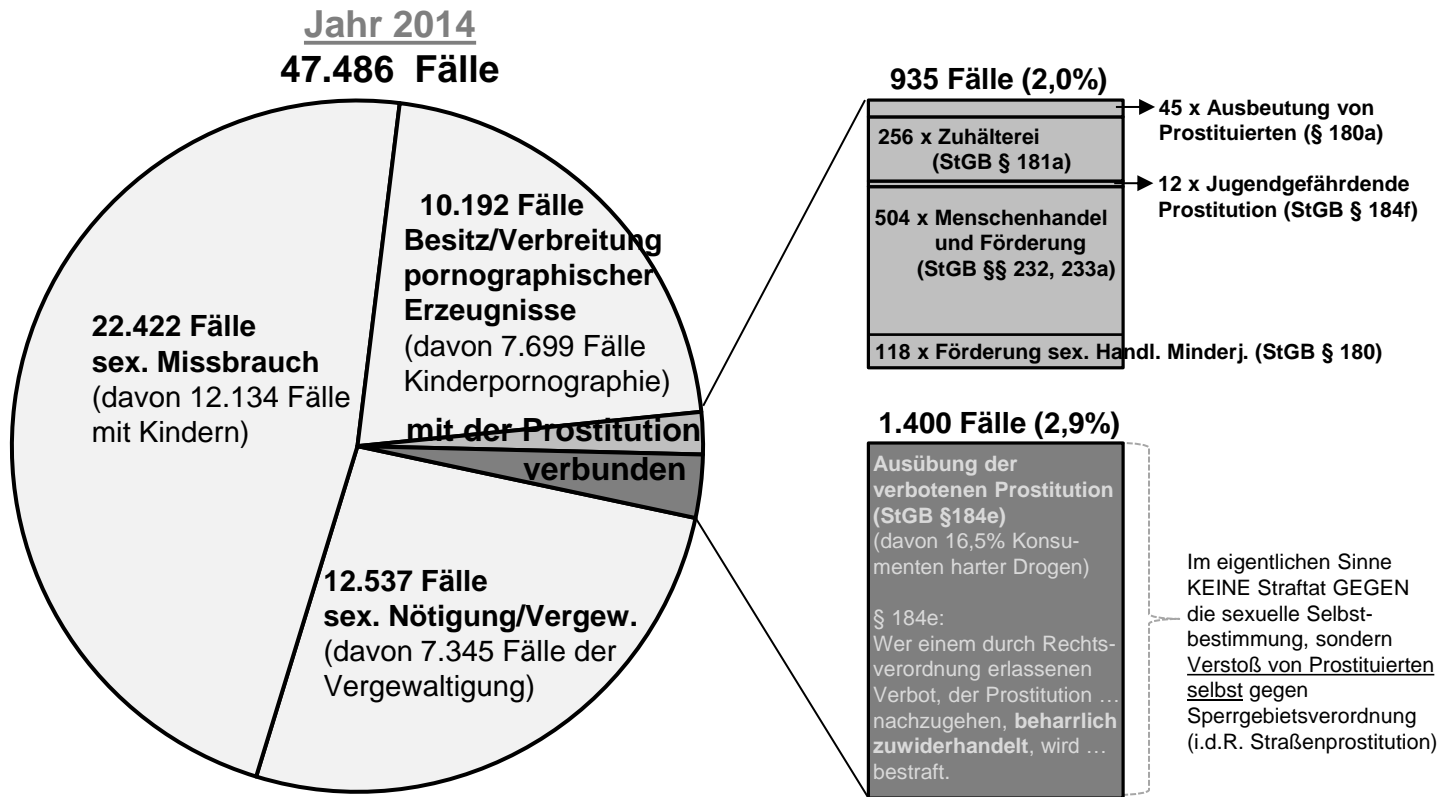 Jahr 2014
47.486 Fälle
22.422 Fälle
sex. Missbrauch
(davon 12.134 Fälle
mit Kindern)
10.192 Fälle
Besitz/Verbreitung
pornographischer
Erzeugnisse
(davon 7.699 Fälle
Kinderpornographie)
mit der Prostitution
verbunden
12.537 Fälle
sex. Nötigung/Vergew.
(davon 7.345 Fälle der
Vergewaltigung)
935 Fälle (2,0%)
45 x Ausbeutung von
Prostituierten (§ 180a)
256 x Zuhälterei
(StGB § 181a)
12 x Jugendgefährdende
Prostitution (StGB § 184f)
504 x Menschenhandel
und Förderung
(StGB §§ 232, 233a)
118 x Förderung sex. Handl. Minderj. (StGB § 180)
1.400 Fälle (2,9%)
Ausübung der
verbotenen Prostitution
(StGB §184e)
(davon 16,5% Konsu-
menten harter Drogen)
§ 184e:
Wer einem durch Rechts-
verordnung erlassenen
Verbot, der Prostitution …
nachzugehen, beharrlich
zuwiderhandelt, wird …
bestraft.
Im eigentlichen Sinne
KEINE Straftat GEGEN
die sexuelle Selbst-
bestimmung, sondern
Verstoß von Prostituierten
selbst gegen
Sperrgebietsverordnung
(i.d.R. Straßenprostitution)